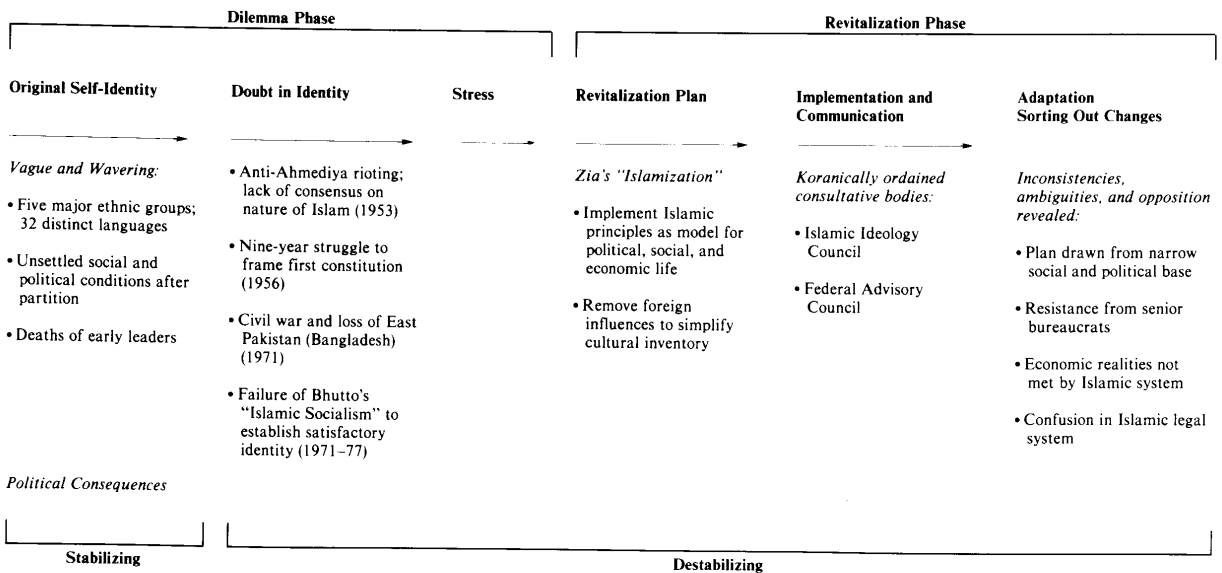 Dilemma Phase
Revitalization Phase
Original Self-Identity
Doubt in Identity
Stress
Revitalization Plan
Implementation and
Communication
Adaptation
Sorting Out Changes
Vague and Wavering:
• Five major ethnic groups;
32 distinct languages
• Unsettled social and
political conditions after
partition
• Deaths of early leaders
• Anti-Ahmediya rioting;
lack of consensus on
nature of Islam (1953)
• Nine-year struggle to
frame first constitution
(1956)
• Civil war and loss of East
Pakistan (Bangladesh)
(1971)
• Failure of Bhutto's
"Islamic Socialism" to
establish satisfactory
identity (1971–77)
Zia's "Islamization"
• Implement Islamic
principles as model for
political, social, and
economic life
• Remove foreign
influences to simplify
cultural inventory
Koranically ordained
consultative bodies:
• Islamic Ideology
Council
• Federal Advisory
Council
Inconsistencies,
ambiguities, and opposition
revealed:
• Plan drawn from narrow
social and political base
• Resistance from senior
bureaucrats
• Economic realities not
met by Islamic system
• Confusion in Islamic legal
system
Political Consequences
Stabilizing
Destabilizing